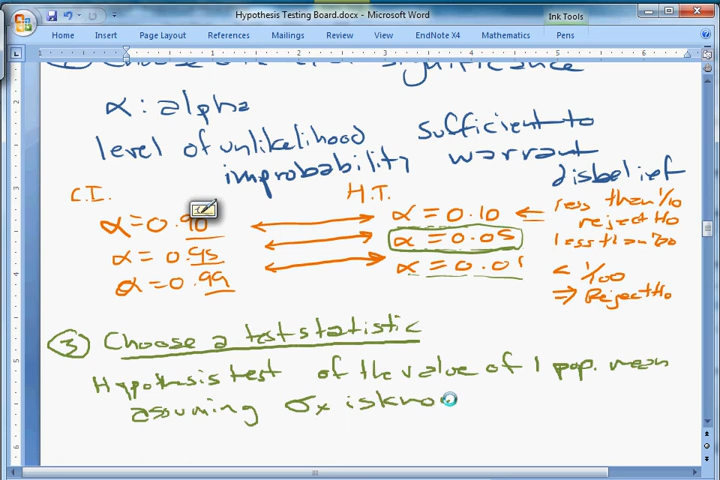 Hypothesis Testing Board.docx - Microsoft Word
Ink Tools
Home Insert Page Layout References Mailings Review View EndNote X4 Mathematics Pens
significance
α : alpha
level of unlikelihood sufficient to
improbability warrant
disbelief
C.I. H.T.
α = 0.90 α = 0.10 less than 1/10
reject Ho
α = 0.95 α = 0.05 less than 1/20
α = 0.99 α = 0.01 < 1/100
⇒ Reject Ho
③ Choose a test statistic
Hypothesis test of the value of 1 pop. mean
assuming σx is kno